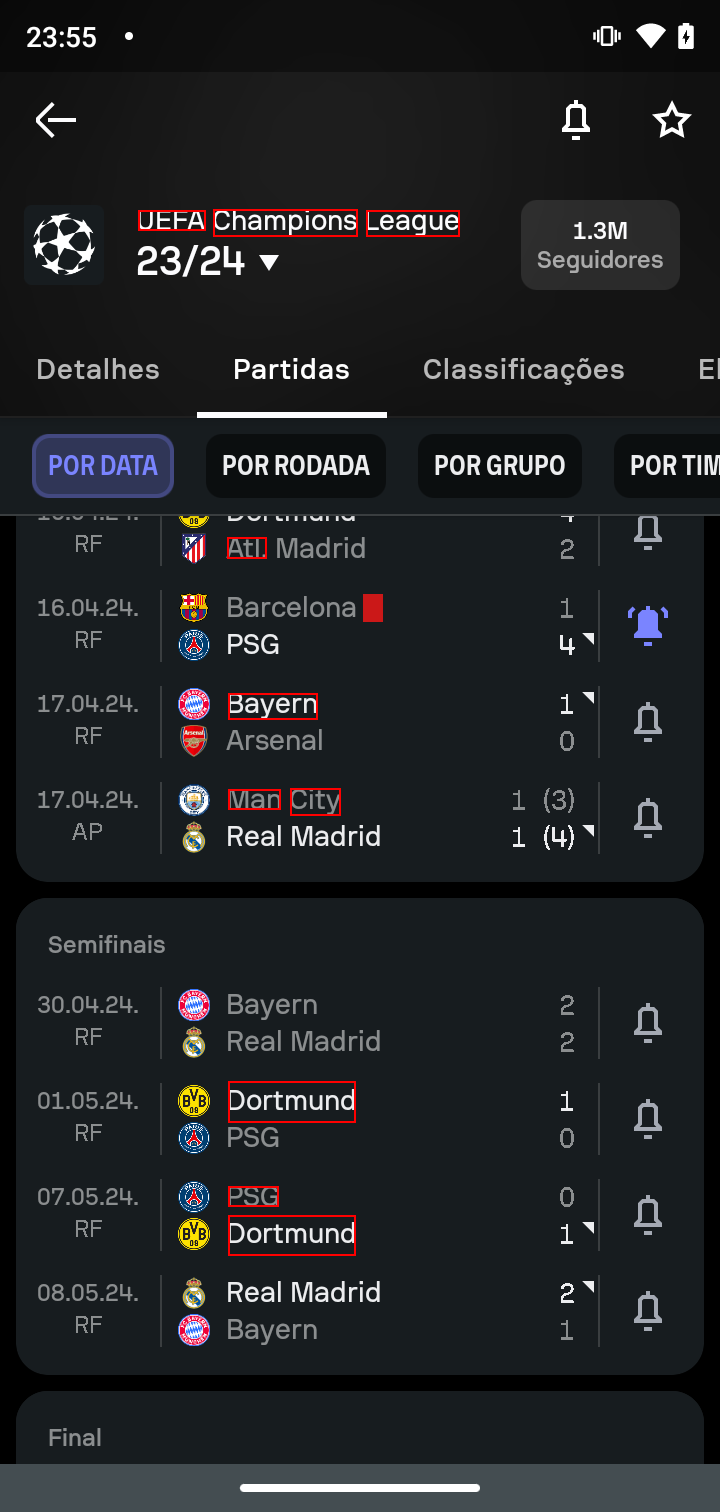 23:55
UEFA Champions League
23/24
1.3M
Seguidores
Detalhes Partidas Classificações
POR DATA POR RODADA POR GRUPO POR TIM
Dortmund 4
RF Atl. Madrid 2
16.04.24. Barcelona 1
RF PSG 4
17.04.24. Bayern 1
RF Arsenal 0
17.04.24. Man City 1 (3)
AP Real Madrid 1 (4)
Semifinais
30.04.24. Bayern 2
RF Real Madrid 2
01.05.24. Dortmund 1
RF PSG 0
07.05.24. PSG 0
RF Dortmund 1
08.05.24. Real Madrid 2
RF Bayern 1
Final